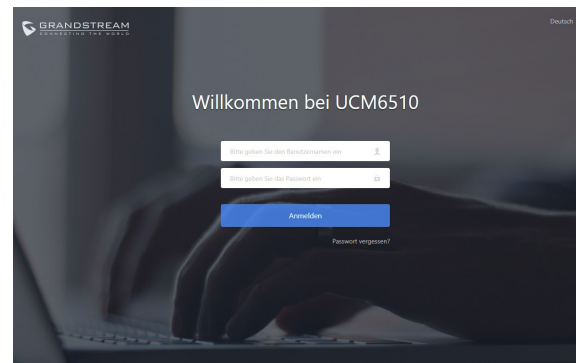 GRANDSTREAM
CONNECTING THE WORLD
Deutsch
Willkommen bei UCM6510
Bitte geben Sie den Benutzernamen ein
Bitte geben Sie das Passwort ein
Anmelden
Passwort vergessen?